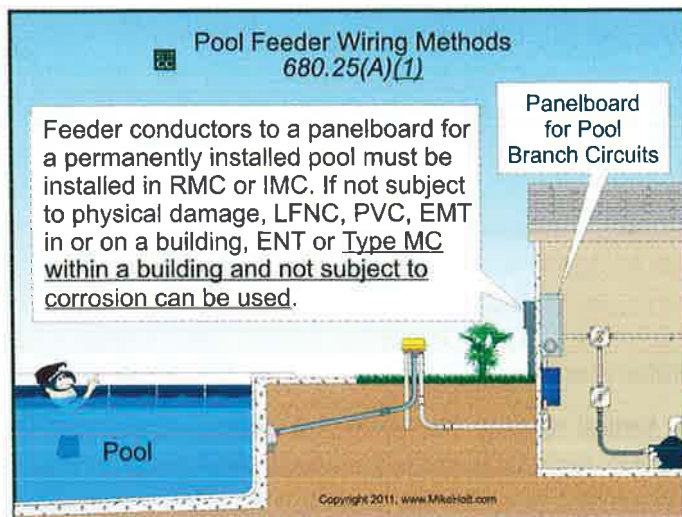 Pool Feeder Wiring Methods
680.25(A)(1)
Feeder conductors to a panelboard for
a permanently installed pool must be
installed in RMC or IMC. If not subject
to physical damage, LFNC, PVC, EMT
in or on a building, ENT or Type MC
within a building and not subject to
corrosion can be used.
Panelboard
for Pool
Branch Circuits
Pool
Copyright 2011, www.MikeHolt.com